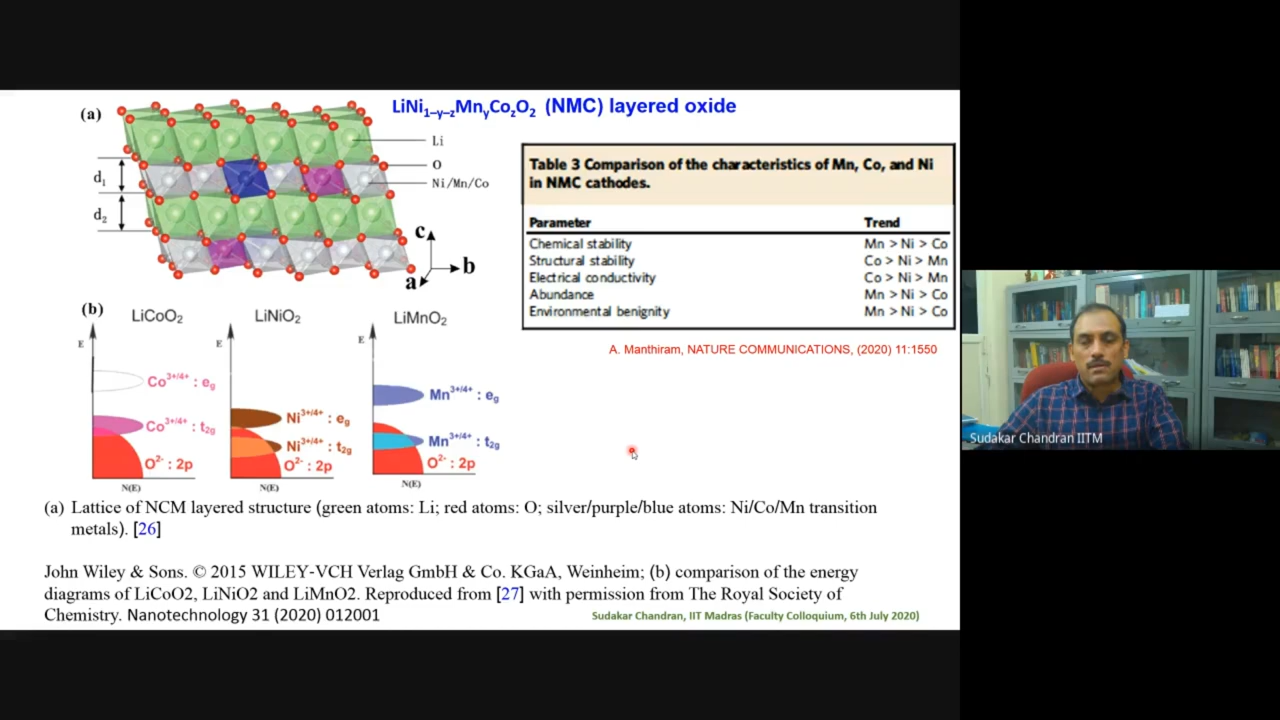 LiNi1–y–zMnyCozO2 (NMC) layered oxide
(a)
Li
O
Ni/Mn/Co
d1
d2
c
b
a
Table 3 Comparison of the characteristics of Mn, Co, and Ni
in NMC cathodes.
Parameter Trend
Chemical stability Mn > Ni > Co
Structural stability Co > Ni > Mn
Electrical conductivity Co > Ni > Mn
Abundance Mn > Ni > Co
Environmental benignity Mn > Ni > Co
A. Manthiram, NATURE COMMUNICATIONS, (2020) 11:1550
(b)
LiCoO2 LiNiO2 LiMnO2
E E E
Co3+/4+ : eg
Co3+/4+ : t2g
O2- : 2p
N(E)
Ni3+/4+ : eg
Ni3+/4+ : t2g
O2- : 2p
N(E)
Mn3+/4+ : eg
Mn3+/4+ : t2g
O2- : 2p
N(E)
(a) Lattice of NCM layered structure (green atoms: Li; red atoms: O; silver/purple/blue atoms: Ni/Co/Mn transition
metals). [26]
John Wiley & Sons. © 2015 WILEY-VCH Verlag GmbH & Co. KGaA, Weinheim; (b) comparison of the energy
diagrams of LiCoO2, LiNiO2 and LiMnO2. Reproduced from [27] with permission from The Royal Society of
Chemistry. Nanotechnology 31 (2020) 012001
Sudakar Chandran, IIT Madras (Faculty Colloquium, 6th July 2020)
Sudakar Chandran IITM